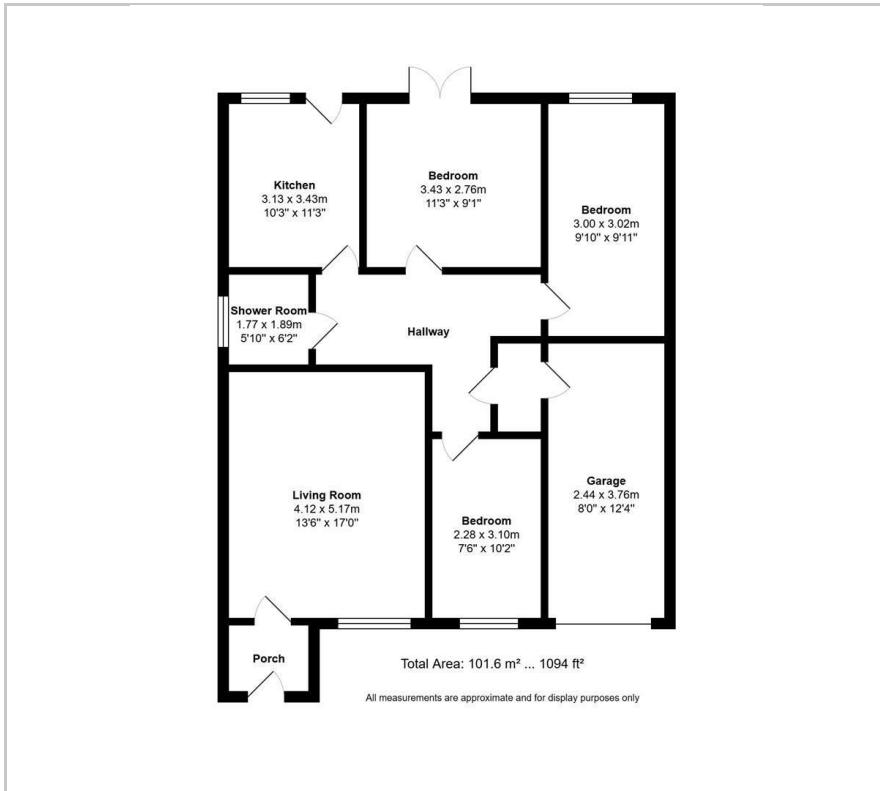 Kitchen
3.13 x 3.43m
10'3" x 11'3"
Bedroom
3.43 x 2.76m
11'3" x 9'1"
Bedroom
3.00 x 3.02m
9'10" x 9'11"
Shower Room
1.77 x 1.89m
5'10" x 6'2"
Hallway
Living Room
4.12 x 5.17m
13'6" x 17'0"
Bedroom
2.28 x 3.10m
7'6" x 10'2"
Garage
2.44 x 3.76m
8'0" x 12'4"
Porch
Total Area: 101.6 m² ... 1094 ft²
All measurements are approximate and for display purposes only